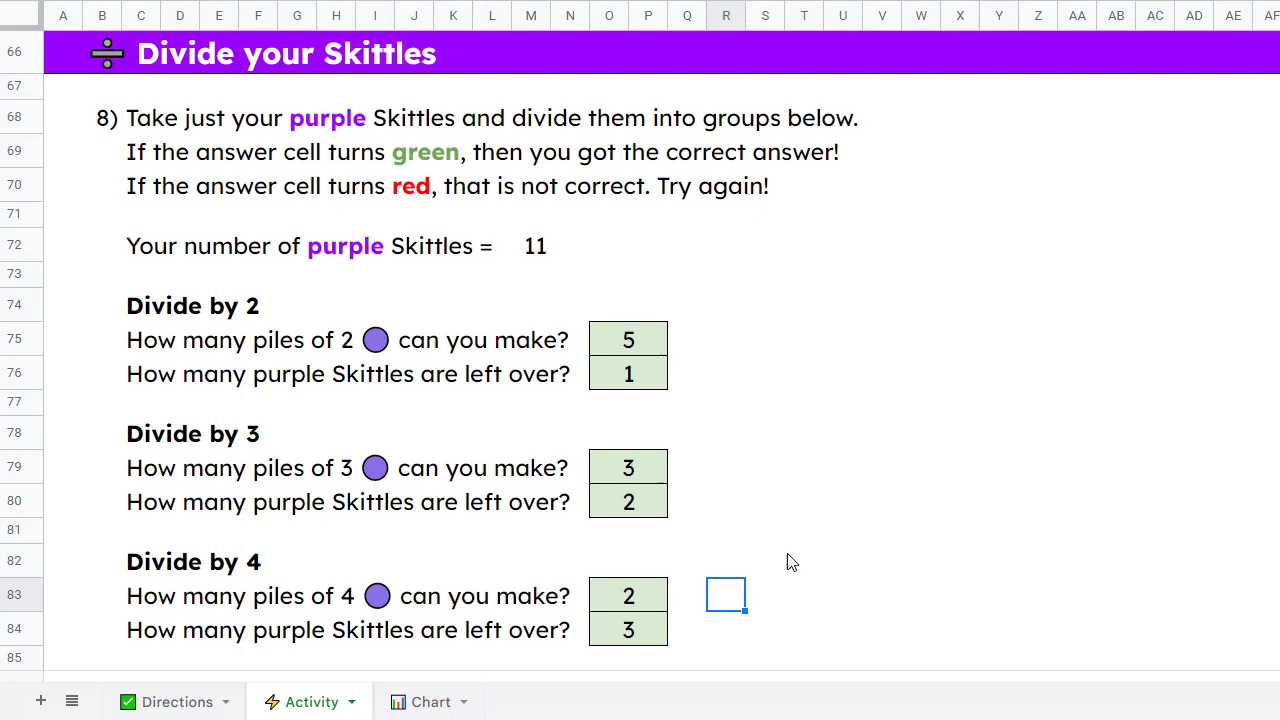 A B C D E F G H I J K L M N O P Q R S T U V W X Y Z AA AB AC AD AE AF
66 ➗ Divide your Skittles
67
68 8) Take just your purple Skittles and divide them into groups below.
69 If the answer cell turns green, then you got the correct answer!
70 If the answer cell turns red, that is not correct. Try again!
71
72 Your number of purple Skittles = 11
73
74 Divide by 2
75 How many piles of 2 can you make? 5
76 How many purple Skittles are left over? 1
77
78 Divide by 3
79 How many piles of 3 can you make? 3
80 How many purple Skittles are left over? 2
81
82 Divide by 4
83 How many piles of 4 can you make? 2
84 How many purple Skittles are left over? 3
85
+ Directions Activity Chart